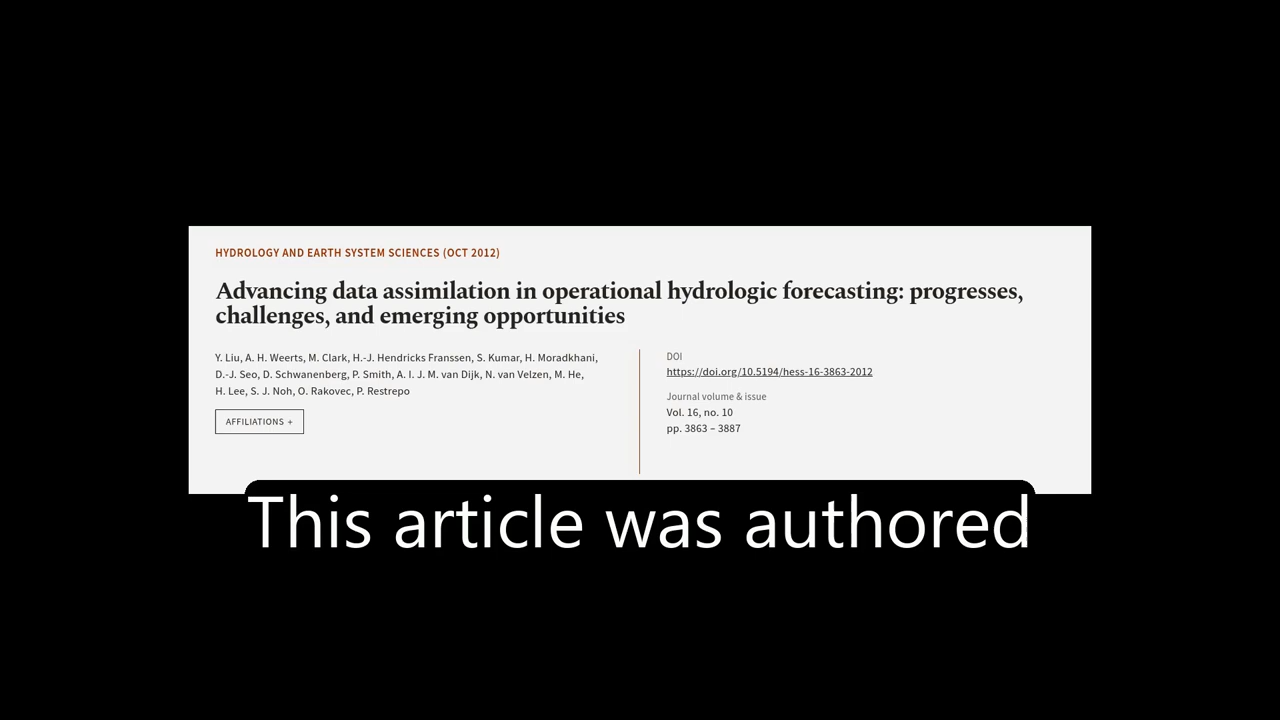 HYDROLOGY AND EARTH SYSTEM SCIENCES (OCT 2012)
Advancing data assimilation in operational hydrologic forecasting: progresses,
challenges, and emerging opportunities
Y. Liu, A. H. Weerts, M. Clark, H.-J. Hendricks Franssen, S. Kumar, H. Moradkhani,
D.-J. Seo, D. Schwanenberg, P. Smith, A. I. J. M. van Dijk, N. van Velzen, M. He,
H. Lee, S. J. Noh, O. Rakovec, P. Restrepo
AFFILIATIONS +
DOI
https://doi.org/10.5194/hess-16-3863-2012
Journal volume & issue
Vol. 16, no. 10
pp. 3863 – 3887
This article was authored